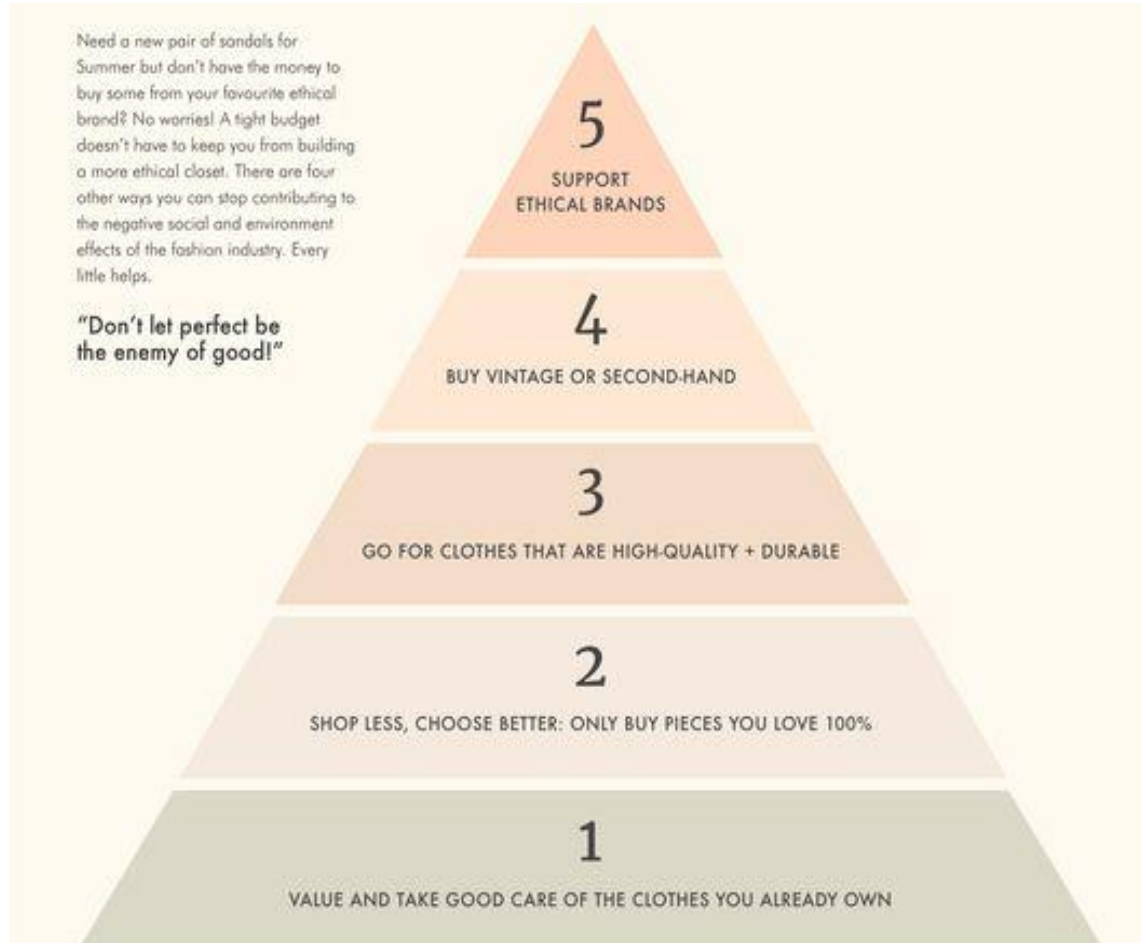 Need a new pair of sandals for
Summer but don't have the money to
buy some from your favourite ethical
brand? No worries! A tight budget
doesn't have to keep you from building
a more ethical closet. There are four
other ways you can stop contributing to
the negative social and environment
effects of the fashion industry. Every
little helps.
"Don't let perfect be
the enemy of good!"
5
SUPPORT
ETHICAL BRANDS
4
BUY VINTAGE OR SECOND-HAND
3
GO FOR CLOTHES THAT ARE HIGH-QUALITY + DURABLE
2
SHOP LESS, CHOOSE BETTER: ONLY BUY PIECES YOU LOVE 100%
1
VALUE AND TAKE GOOD CARE OF THE CLOTHES YOU ALREADY OWN